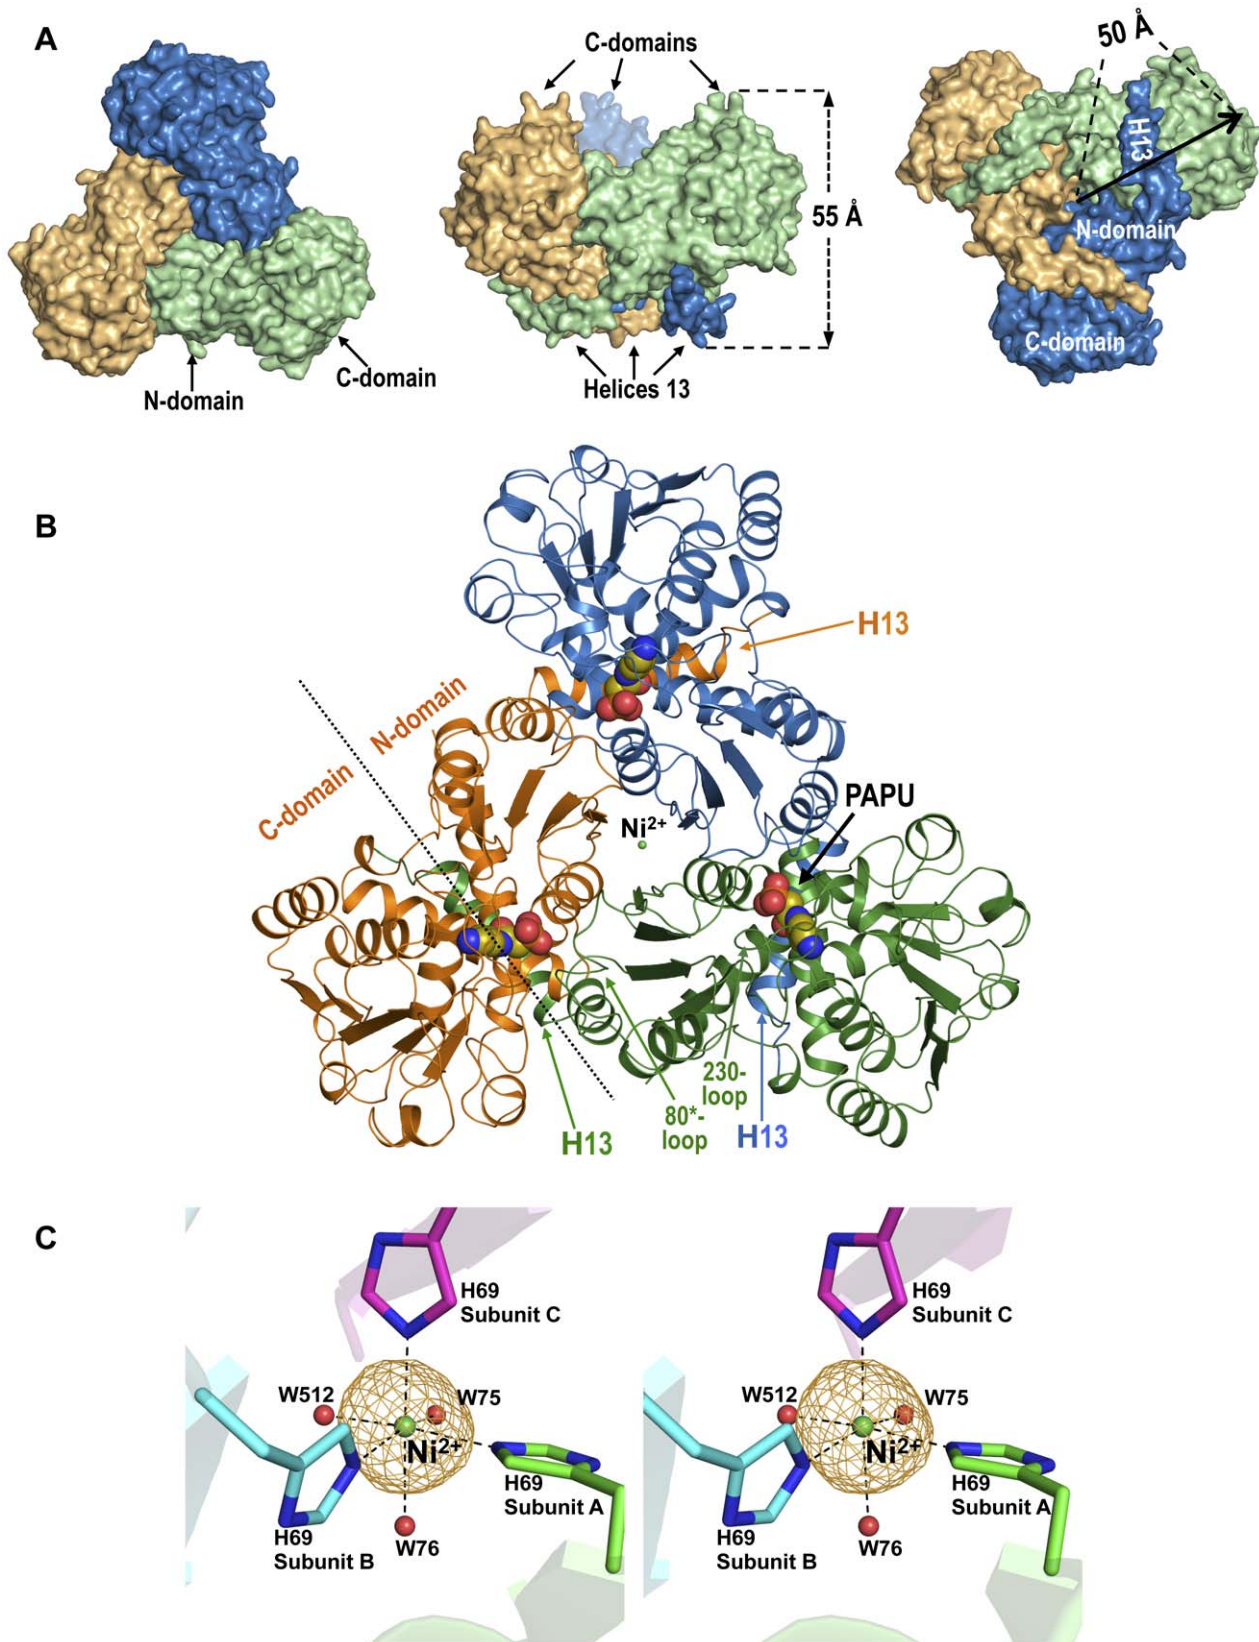 A
C-domains
55 Å
N-domain
C-domain
Helices 13
50 Å
H13
N-domain
C-domain
B
H13
N-domain
C-domain
PAPU
Ni2+
230-
loop
80*-
loop
H13
H13
C
H69
Subunit C
W512
W75
Ni2+
H69
Subunit A
H69
Subunit B
W76
H69
Subunit C
W512
W75
Ni2+
H69
Subunit A
H69
Subunit B
W76